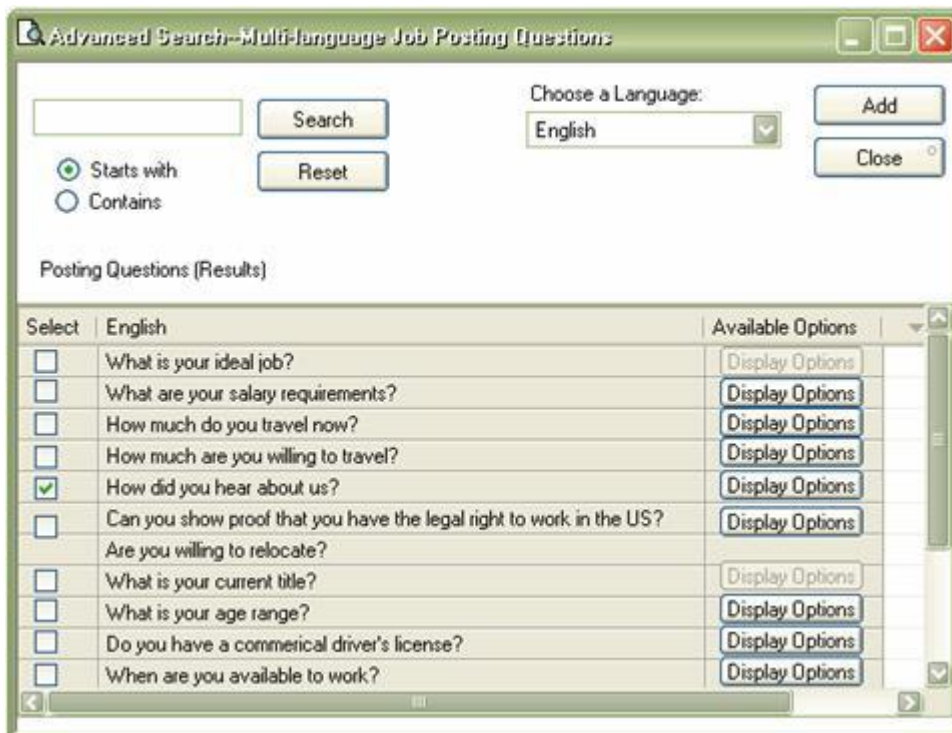 Advanced Search--Multi-language Job Posting Questions
Choose a Language:
Search
English
Add
Starts with
Reset
Close
Contains
Posting Questions (Results)
Select English Available Options
What is your ideal job? Display Options
What are your salary requirements? Display Options
How much do you travel now? Display Options
How much are you willing to travel? Display Options
How did you hear about us? Display Options
Can you show proof that you have the legal right to work in the US? Display Options
Are you willing to relocate?
What is your current title? Display Options
What is your age range? Display Options
Do you have a commerical driver's license? Display Options
When are you available to work? Display Options